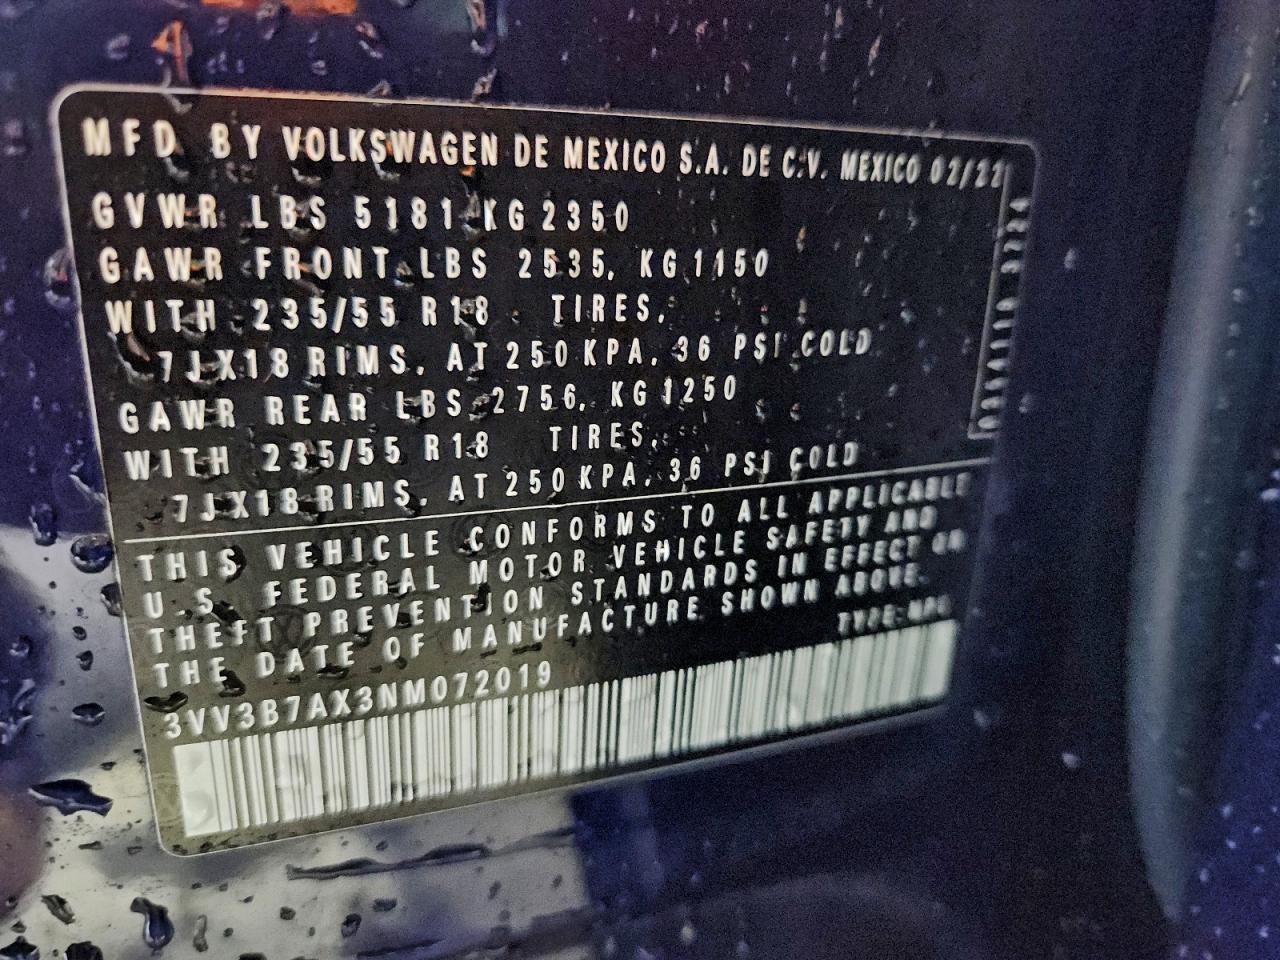 MFD BY VOLKSWAGEN DE MEXICO S.A. DE C.V. MEXICO 02/22
GVWR LBS 5181 KG 2350
GAWR FRONT LBS 2535, KG 1150
WITH 235/55 R18 TIRES,
7JX18 RIMS, AT 250 KPA, 36 PSI COLD
GAWR REAR LBS 2756, KG 1250
WITH 235/55 R18 TIRES,
7JX18 RIMS, AT 250 KPA, 36 PSI COLD
THIS VEHICLE CONFORMS TO ALL APPLICABLE
U.S. FEDERAL MOTOR VEHICLE SAFETY AND
THEFT PREVENTION STANDARDS IN EFFECT ON
THE DATE OF MANUFACTURE SHOWN ABOVE.
TYPE: MPV
3VV3B7AX3NM072019